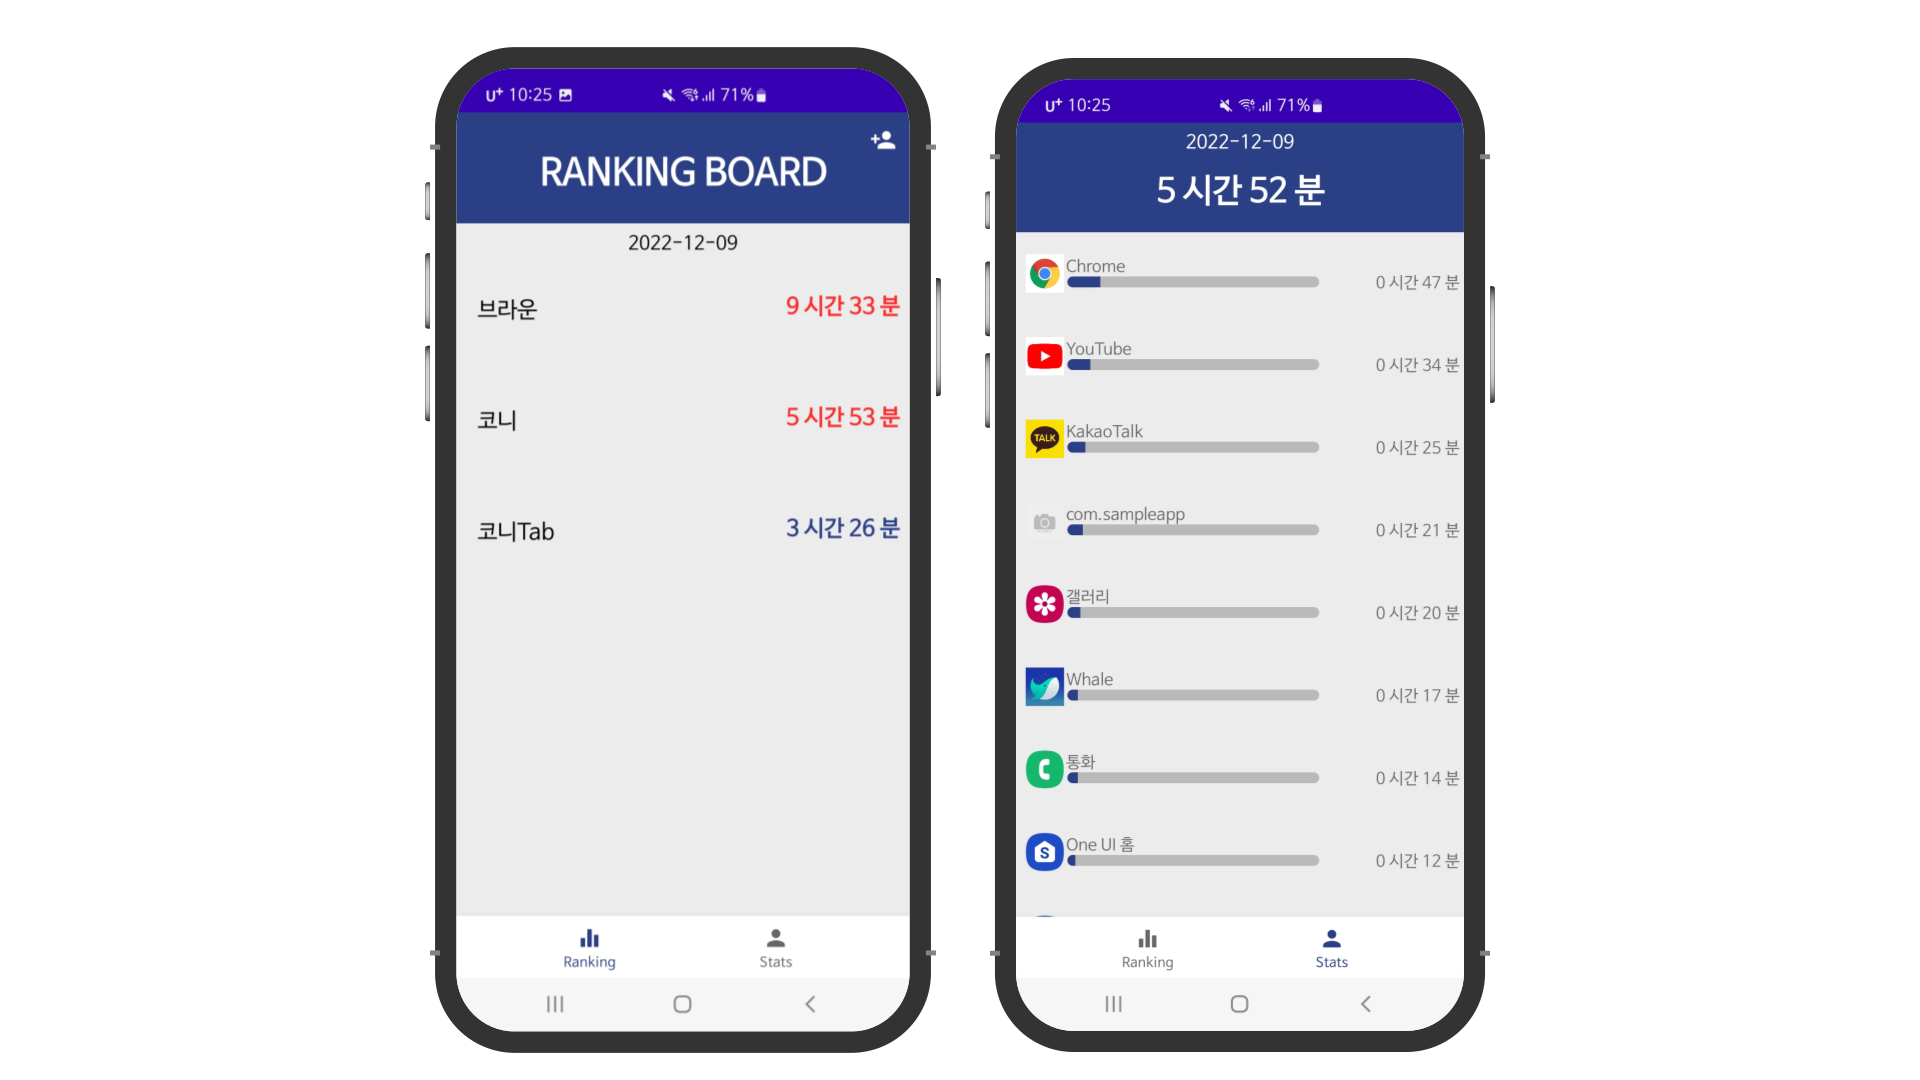 U+ 10:25 71%
RANKING BOARD
2022-12-09
브라운 9 시간 33 분
코니 5 시간 53 분
코니Tab 3 시간 26 분
Ranking Stats
U+ 10:25 71%
2022-12-09
5 시간 52 분
Chrome
0 시간 47 분
YouTube
0 시간 34 분
TALK KakaoTalk
0 시간 25 분
com.sampleapp
0 시간 21 분
갤러리
0 시간 20 분
Whale
0 시간 17 분
통화
0 시간 14 분
S One UI 홈
0 시간 12 분
Ranking Stats